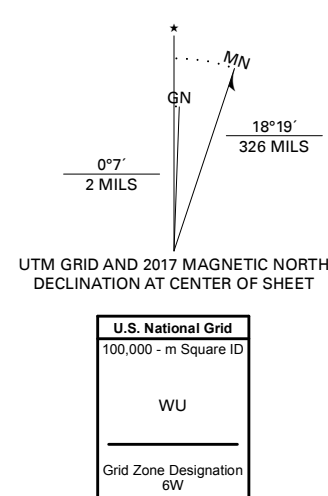 ★
MN
GN
18°19´
326 MILS
0°7´
2 MILS
UTM GRID AND 2017 MAGNETIC NORTH
DECLINATION AT CENTER OF SHEET
U.S. National Grid
100,000 - m Square ID
WU
Grid Zone Designation
6W